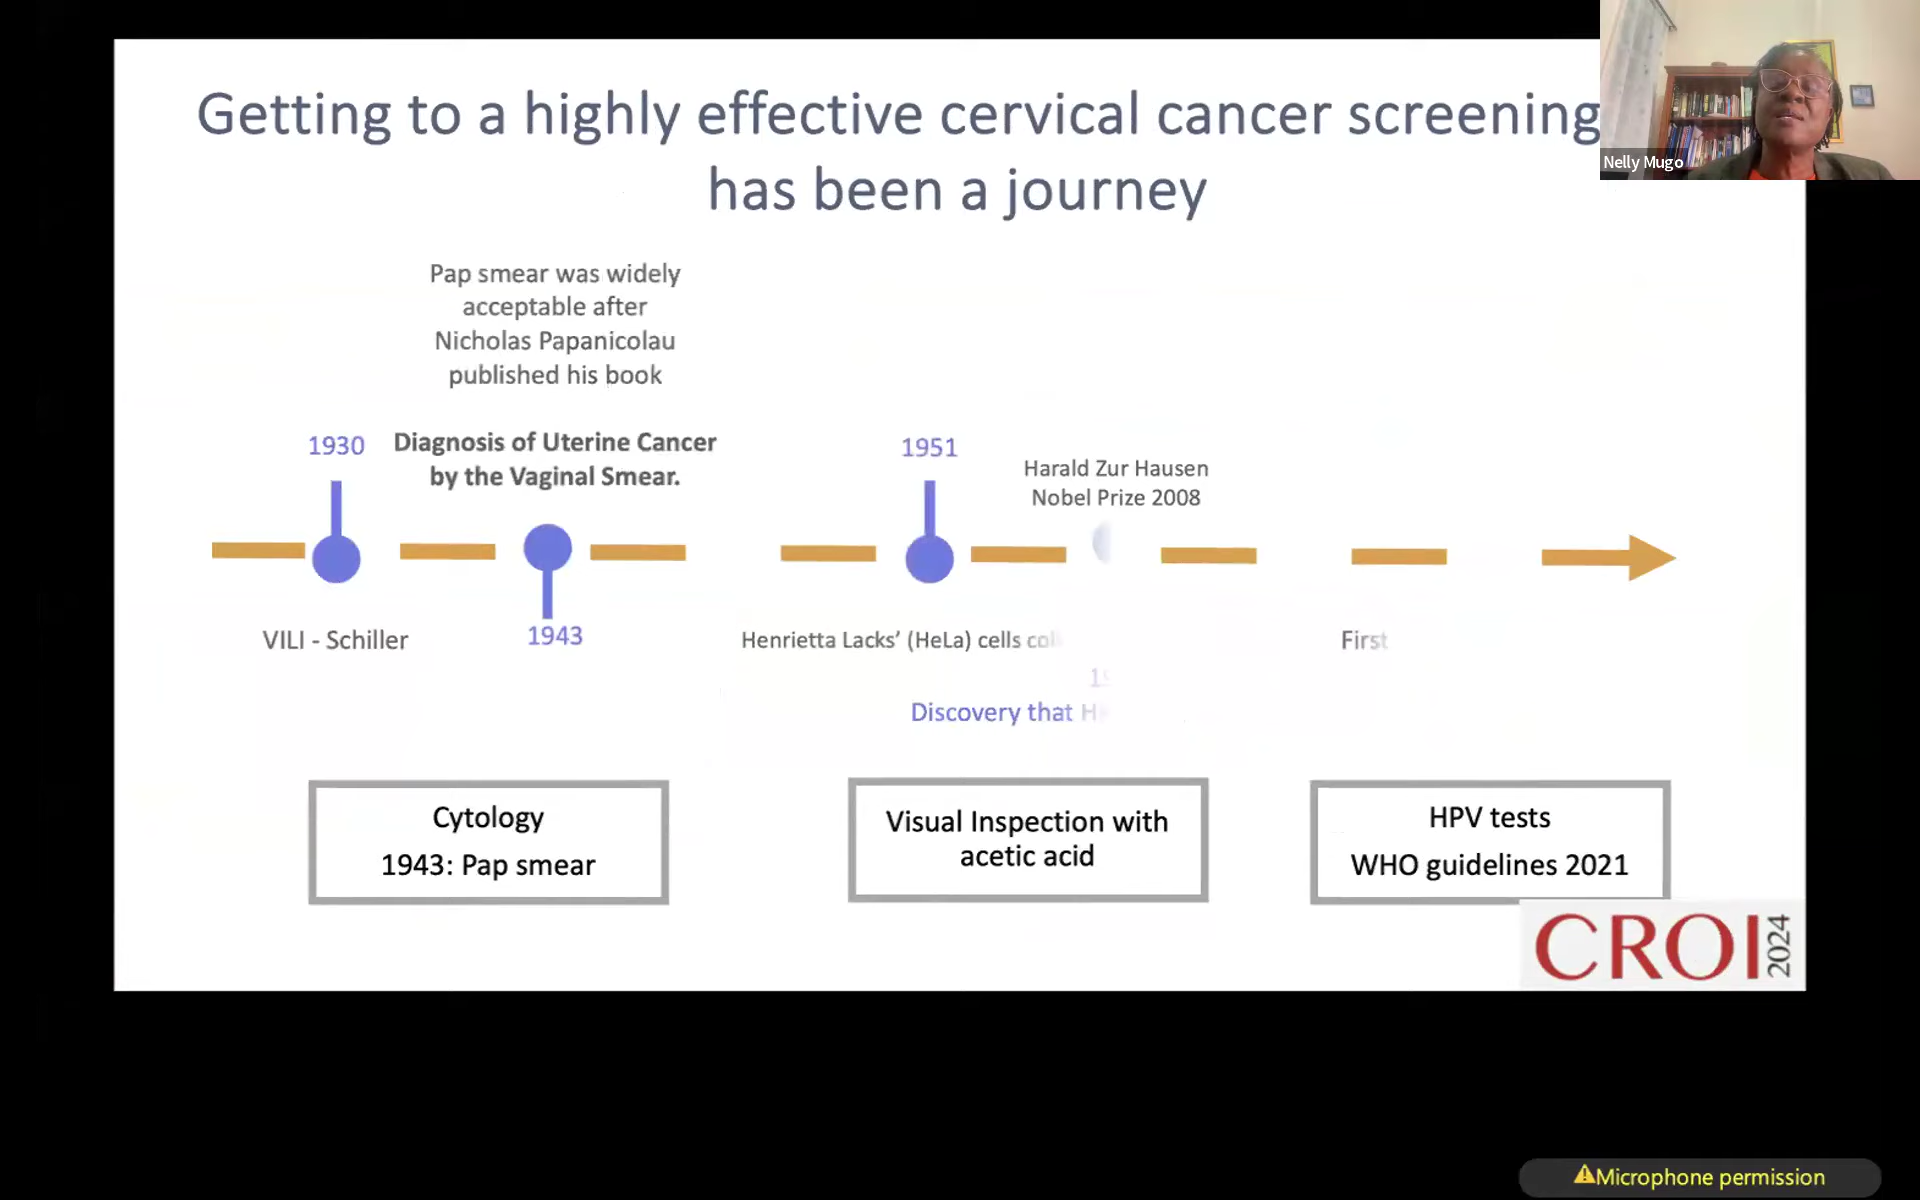 Getting to a highly effective cervical cancer screening
has been a journey
Nelly Mugo
Pap smear was widely
acceptable after
Nicholas Papanicolau
published his book
1930
Diagnosis of Uterine Cancer
by the Vaginal Smear.
1951
Harald Zur Hausen
Nobel Prize 2008
VILI - Schiller
1943
Henrietta Lacks’ (HeLa) cells
First
Discovery that
Cytology
1943: Pap smear
Visual Inspection with
acetic acid
HPV tests
WHO guidelines 2021
CROI 2024
Microphone permission